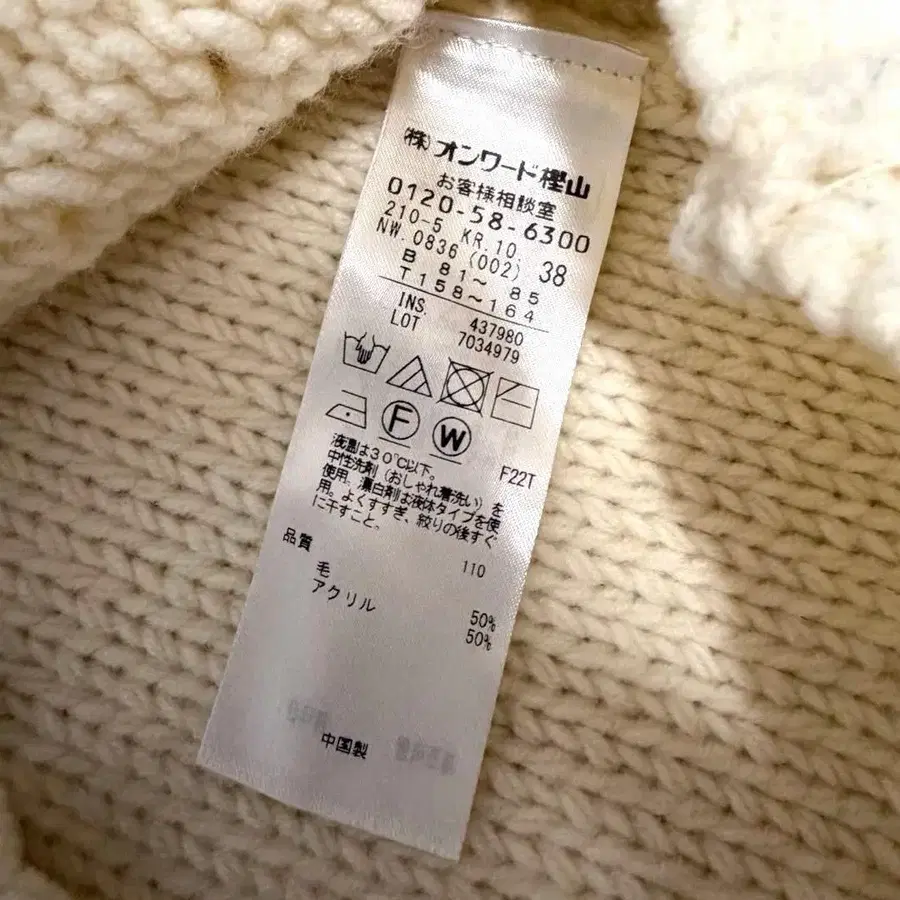 (株)オンワード樫山
お客様相談室
0120-58-6300
210-5 KR.10.
NW.0836(002) 38
B 81～ 85
T158～164
INS. 437980
LOT 7034979
F W
F22T
液温は30℃以下。
中性洗剤（おしゃれ着洗い）を
使用。漂白剤は液体タイプを使
用。よくすすぎ、絞りの後すぐ
に干すこと、
品質 110
毛 50%
アクリル 50%
中国製